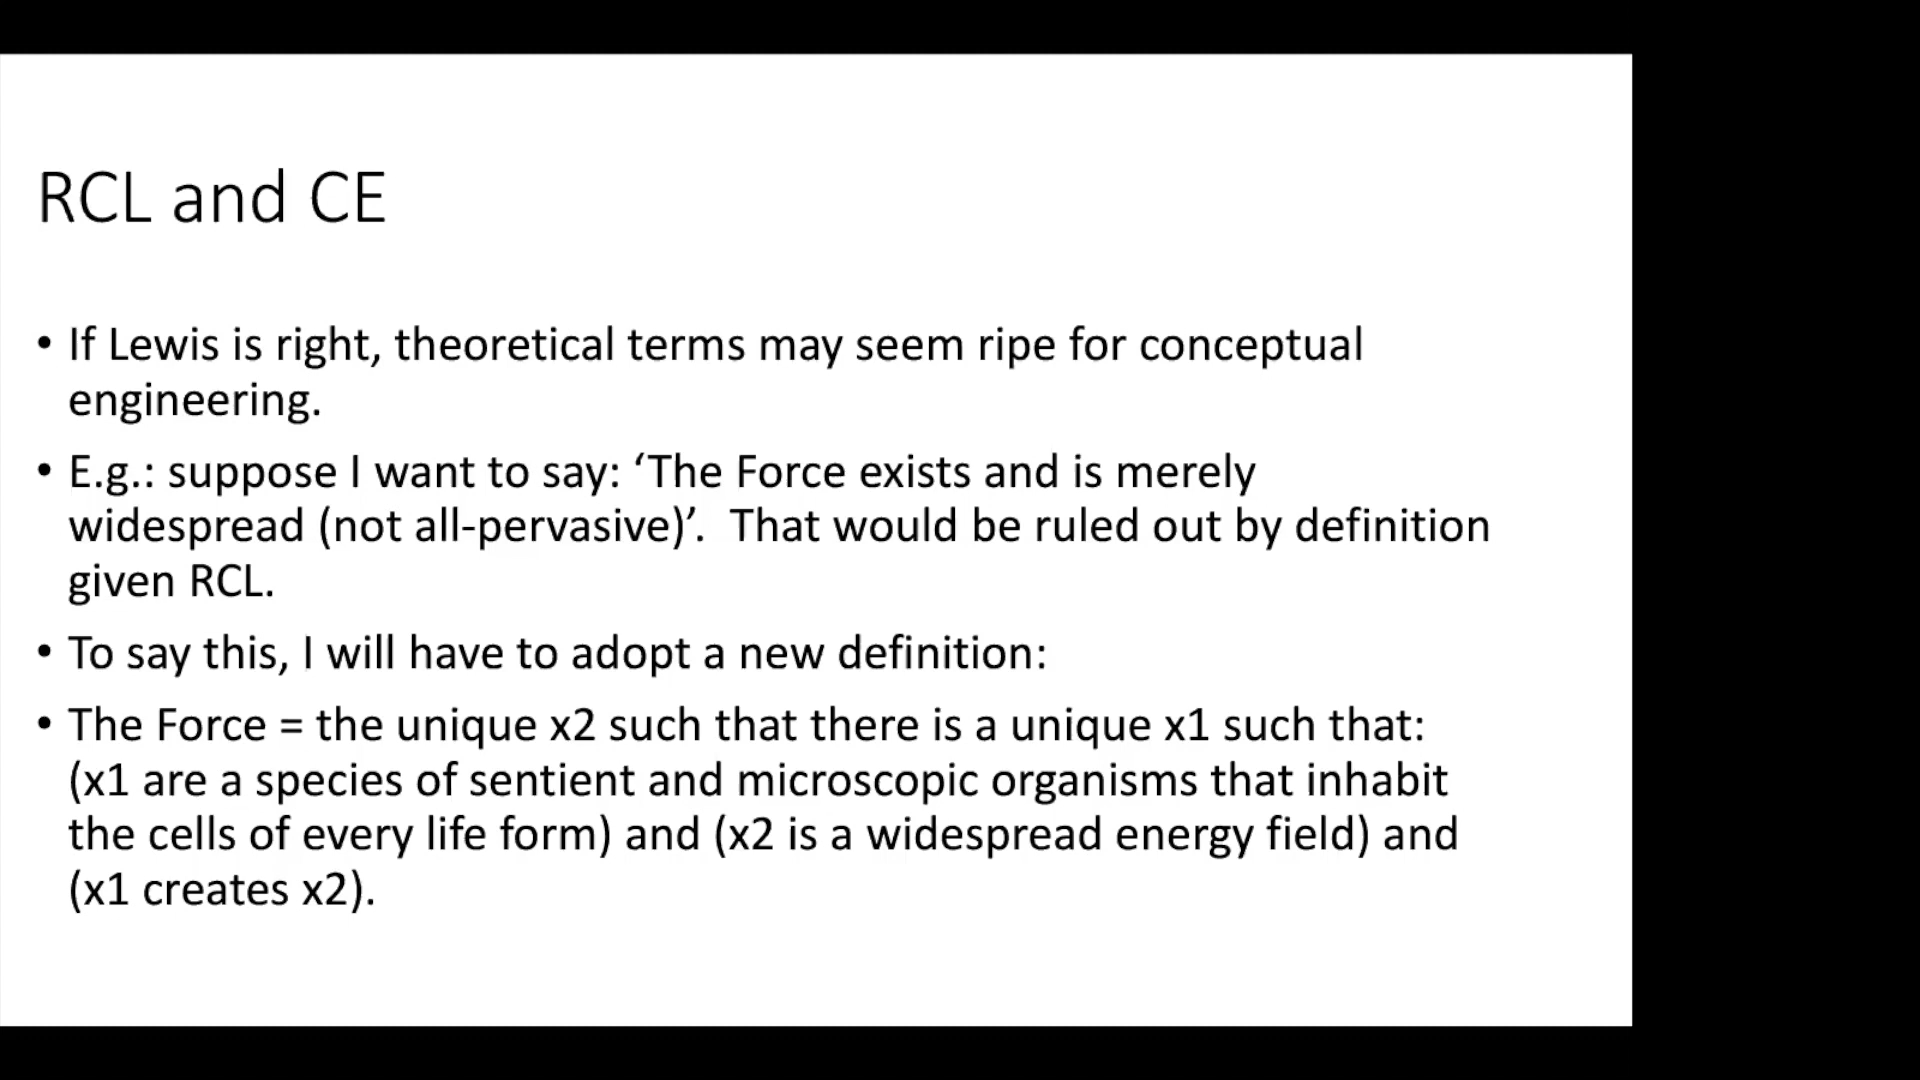 RCL and CE
• If Lewis is right, theoretical terms may seem ripe for conceptual
engineering.
• E.g.: suppose I want to say: ‘The Force exists and is merely
widespread (not all-pervasive)’.  That would be ruled out by definition
given RCL.
• To say this, I will have to adopt a new definition:
• The Force = the unique x2 such that there is a unique x1 such that:
(x1 are a species of sentient and microscopic organisms that inhabit
the cells of every life form) and (x2 is a widespread energy field) and
(x1 creates x2).